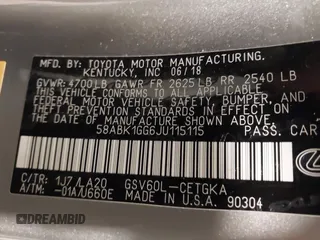 MFD. BY: TOYOTA MOTOR MANUFACTURING,
KENTUCKY, INC 06/18
GVWR: 4700LB GAWR FR 2625LB RR 2540 LB
THIS VEHICLE CONFORMS TO ALL APPLICABLE
FEDERAL MOTOR VEHICLE SAFETY, BUMPER, AND
THEFT PREVENTION STANDARDS IN EFFECT ON THE
DATE OF MANUFACTURE SHOWN ABOVE.
58ABK1GG6JU115115
PASS. CAR
C/TR: 1J7/LA20 GSV60L-CETGKA
A/TM: -01A/U660E MADE IN U.S.A. 90304
DREAMBID